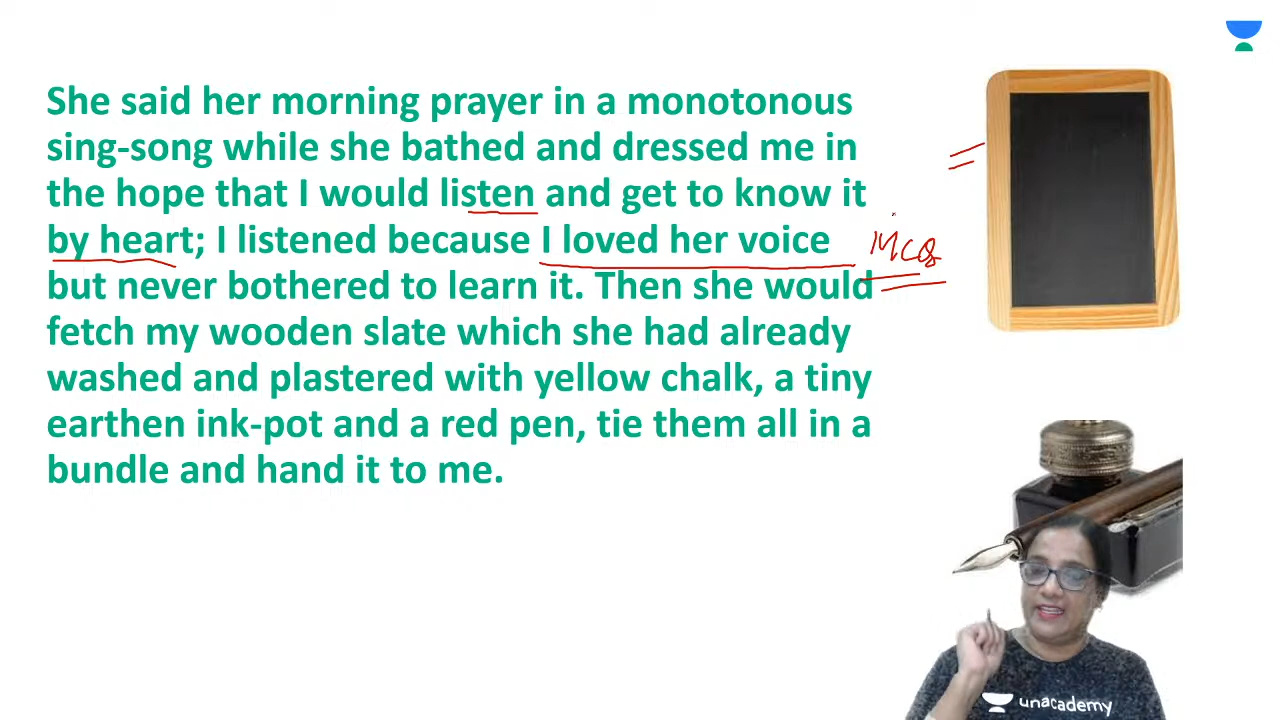 She said her morning prayer in a monotonous
sing-song while she bathed and dressed me in
the hope that I would listen and get to know it
by heart; I listened because I loved her voice
MCQ
but never bothered to learn it. Then she would
fetch my wooden slate which she had already
washed and plastered with yellow chalk, a tiny
earthen ink-pot and a red pen, tie them all in a
bundle and hand it to me.
unacademy